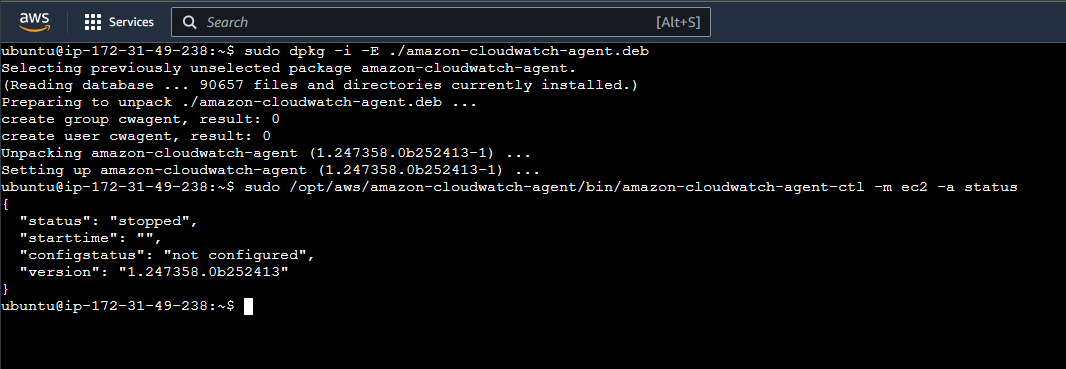 aws
Services
Search
[Alt+S]
ubuntu@ip-172-31-49-238:~$ sudo dpkg -i -E ./amazon-cloudwatch-agent.deb
Selecting previously unselected package amazon-cloudwatch-agent.
(Reading database ... 90657 files and directories currently installed.)
Preparing to unpack ./amazon-cloudwatch-agent.deb ...
create group cwagent, result: 0
create user cwagent, result: 0
Unpacking amazon-cloudwatch-agent (1.247358.0b252413-1) ...
Setting up amazon-cloudwatch-agent (1.247358.0b252413-1) ...
ubuntu@ip-172-31-49-238:~$ sudo /opt/aws/amazon-cloudwatch-agent/bin/amazon-cloudwatch-agent-ctl -m ec2 -a status
{
  "status": "stopped",
  "starttime": "",
  "configstatus": "not configured",
  "version": "1.247358.0b252413"
}
ubuntu@ip-172-31-49-238:~$